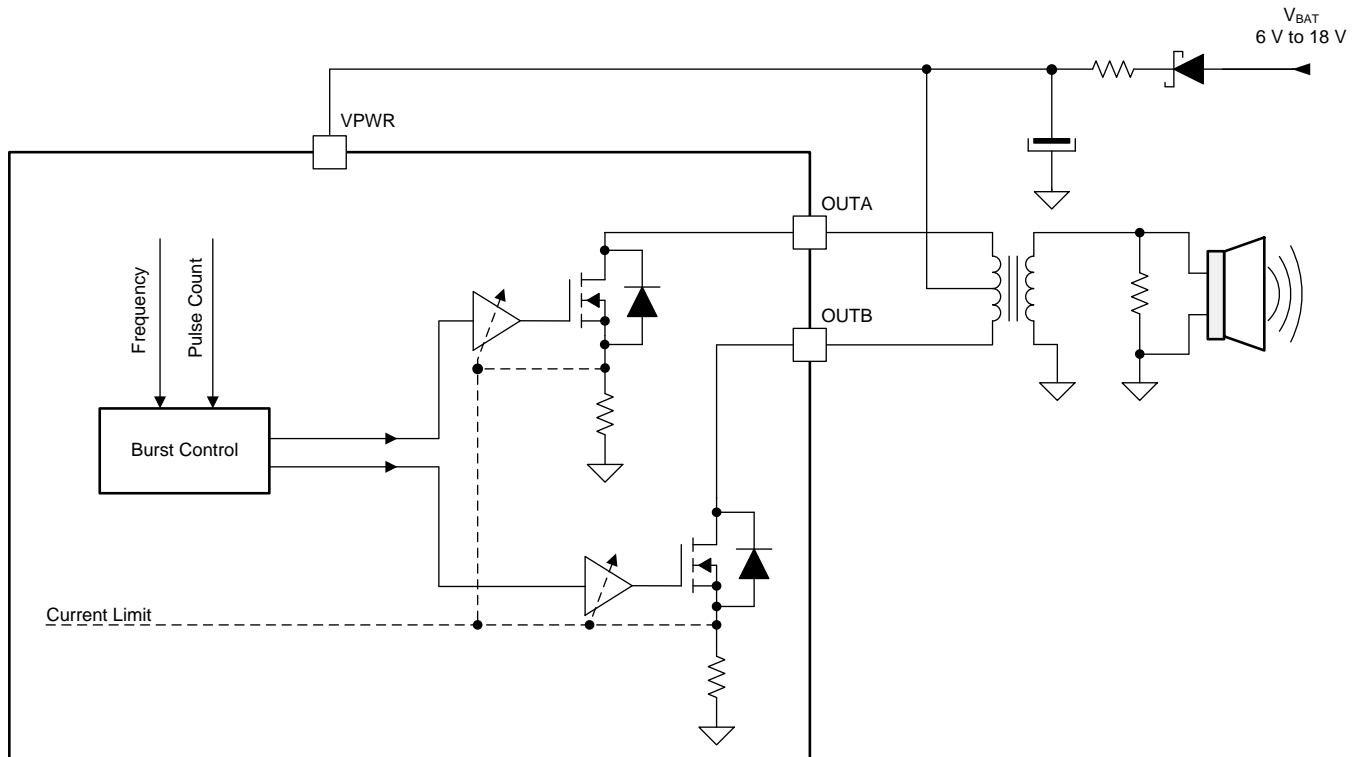 V_BAT
6 V to 18 V
VPWR
OUTA
OUTB
Frequency
Pulse Count
Burst Control
Current Limit